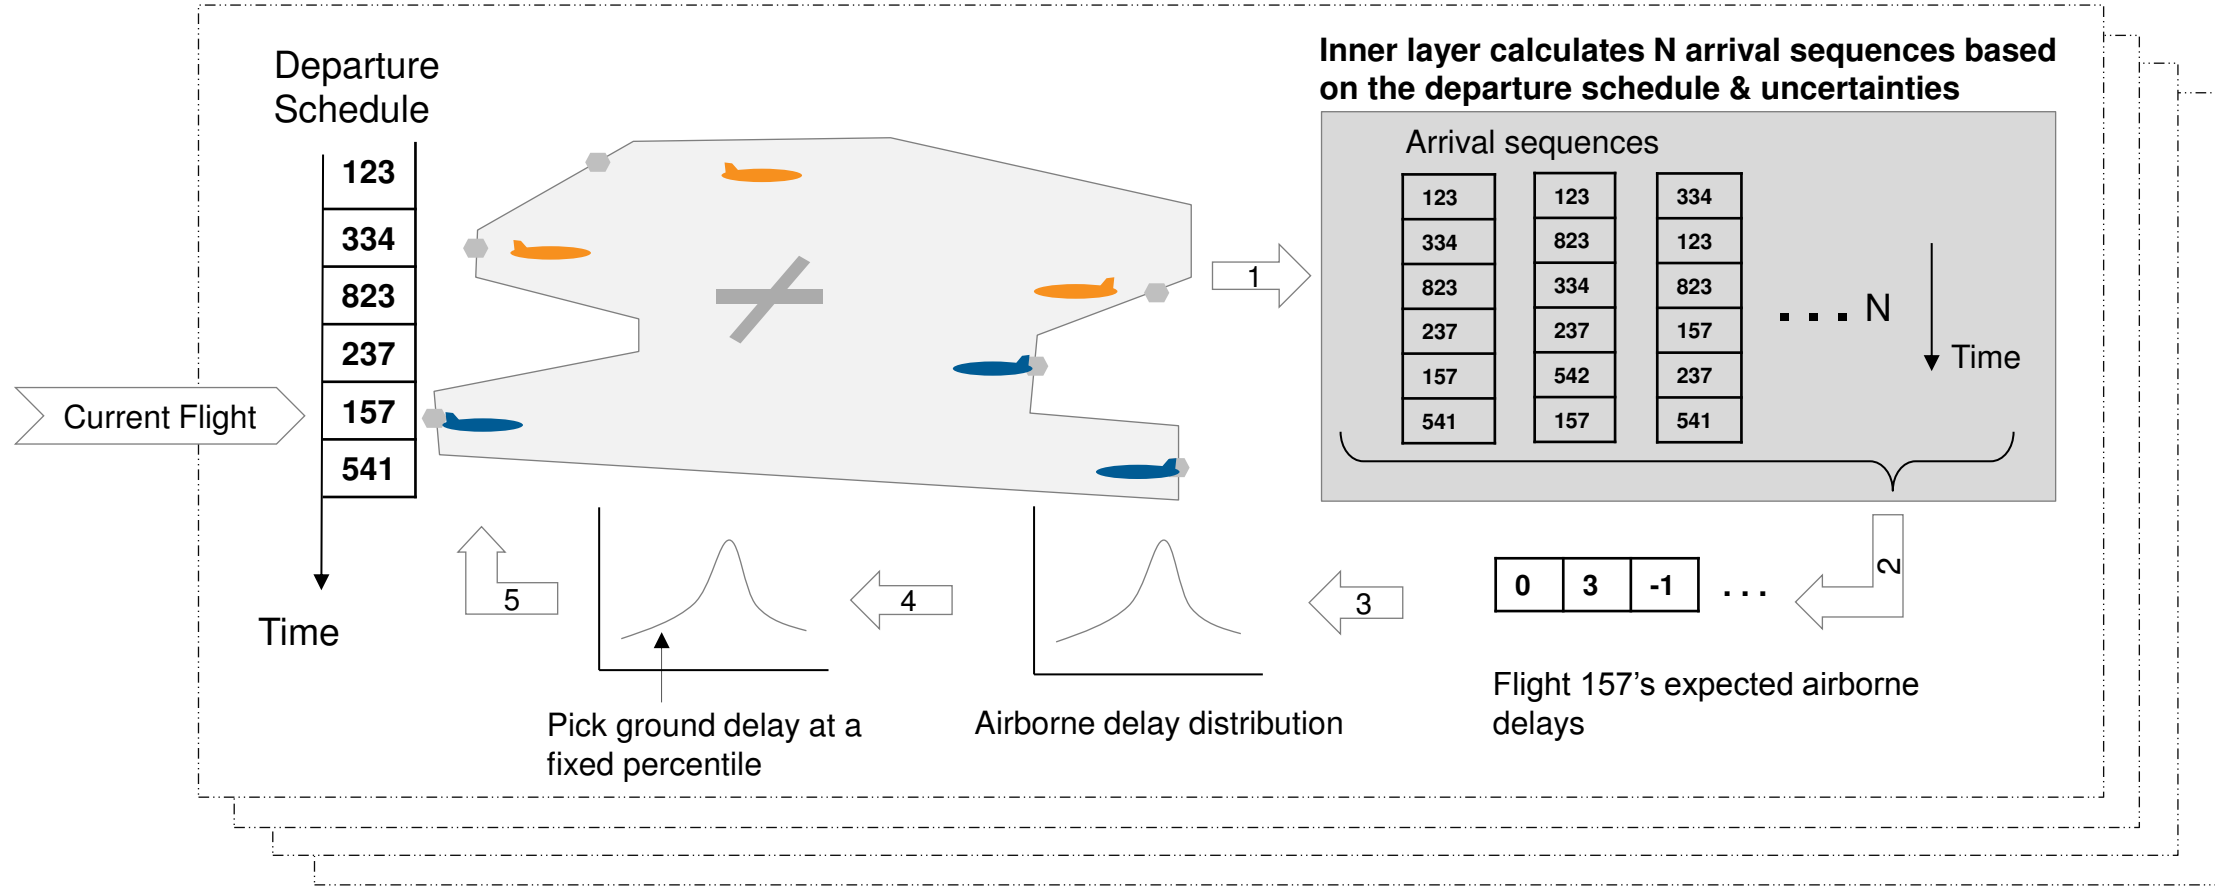 Departure
Schedule
123
334
823
237
157
541
Time
Current Flight
1
Inner layer calculates N arrival sequences based
on the departure schedule & uncertainties
Arrival sequences
123 123 334
334 823 123
823 334 823
237 237 157
157 542 237
541 157 541
. . . N
Time
2
0 3 -1 . . .
Flight 157’s expected airborne
delays
3
Airborne delay distribution
4
Pick ground delay at a
fixed percentile
5